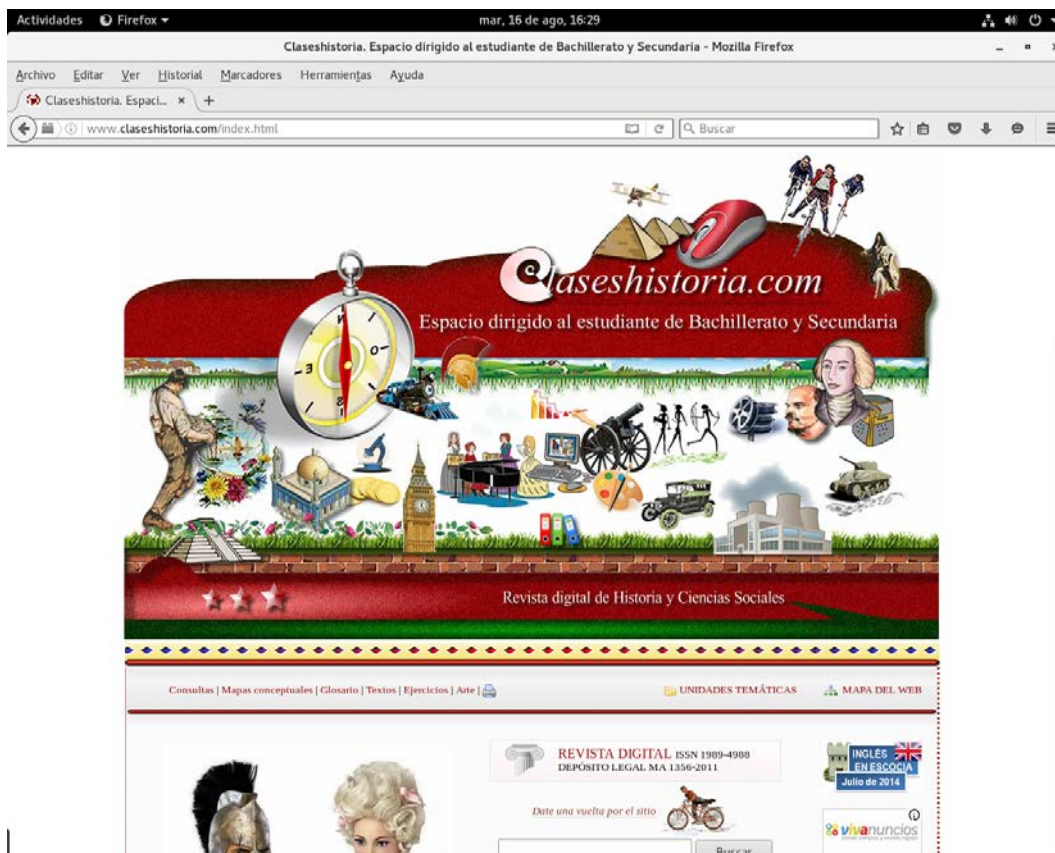 Actividades Firefox mar, 16 de ago, 16:29
Claseshistoria. Espacio dirigido al estudiante de Bachillerato y Secundaria - Mozilla Firefox
Archivo Editar Ver Historial Marcadores Herramientas Ayuda
Claseshistoria. Espaci... × +
www.claseshistoria.com/index.html Buscar
Claseshistoria.com
Espacio dirigido al estudiante de Bachillerato y Secundaria
N
O
E
S
Revista digital de Historia y Ciencias Sociales
Consultas | Mapas conceptuales | Glosario | Textos | Ejercicios | Arte | UNIDADES TEMÁTICAS MAPA DEL WEB
REVISTA DIGITAL ISSN 1989-4988
DEPÓSITO LEGAL MA 1356-2011
INGLÉS
EN ESCOCIA
Julio de 2014
Date una vuelta por el sitio
vivanuncios
Buscar